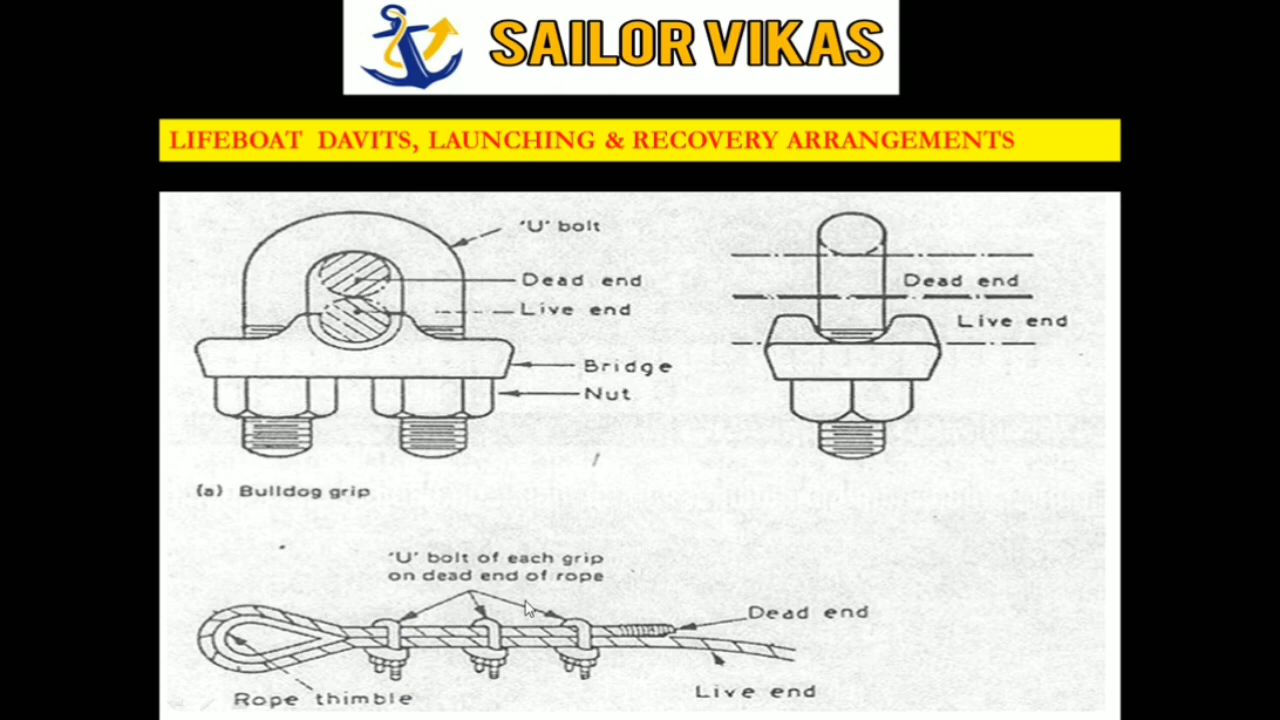 SAILOR VIKAS
LIFEBOAT DAVITS, LAUNCHING & RECOVERY ARRANGEMENTS
'U' bolt
Dead end
Live end
Bridge
Nut
Dead end
Live end
(a) Bulldog grip
'U' bolt of each grip
on dead end of rope
Dead end
Rope thimble
Live end